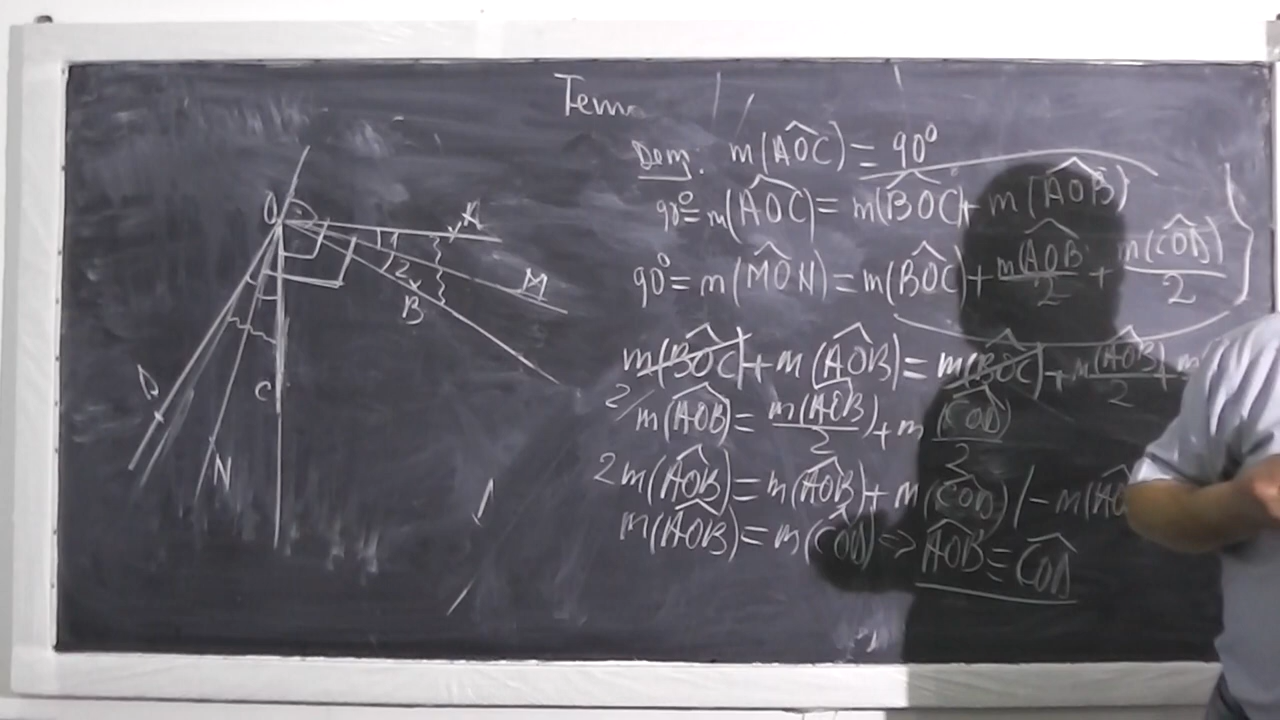 Tem
Dem: m(AOC) = 90°
90° = m(AOC) = m(BOC) + m(AOB)
90° = m(MON) = m(BOC) + m(AOB)/2 + m(COD)/2
m(BOC) + m(AOB) = m(BOC) + m(AOB)/2 + m
2/ m(AOB) = m(AOB)/2 + m(COD)/2
2m(AOB) = m(AOB) + m(COD) / - m(AO
m(AOB) = m(COD) => AOB ≡ COD
O
A
1
2
M
B
D
C
N